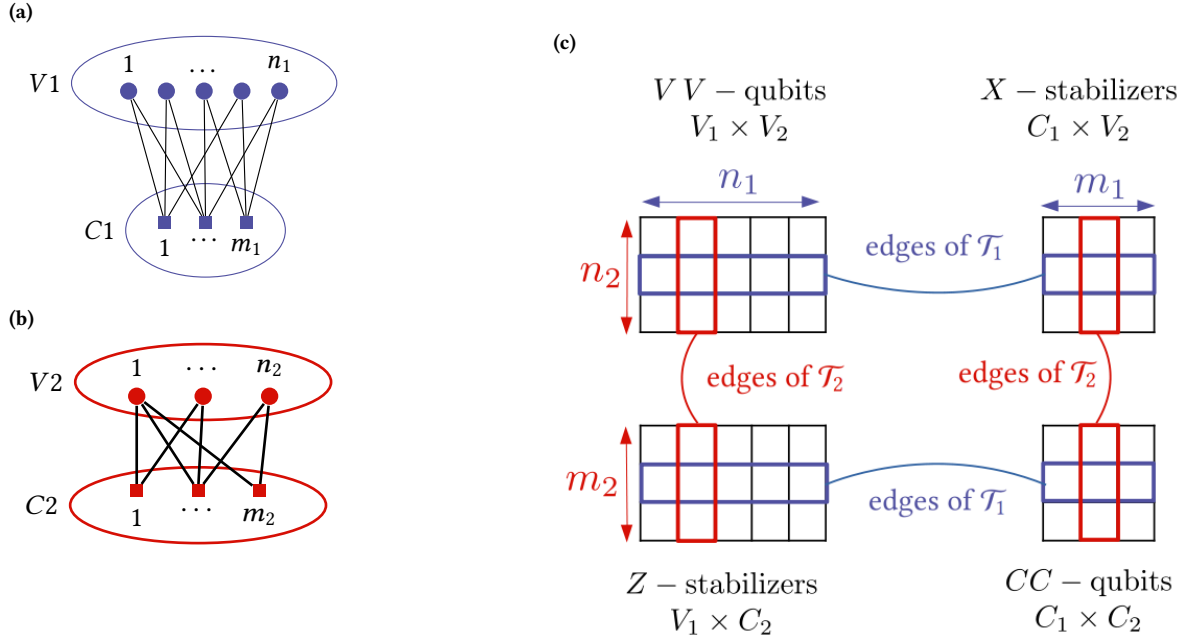 (a)
1 ... n₁
V1
C1
1 ... m₁
(b)
1 ... n₂
V2
C2
1 ... m₂
(c)
V V − qubits
V₁ × V₂
X − stabilizers
C₁ × V₂
n₁
m₁
n₂
edges of 𝒯₁
edges of 𝒯₂
edges of 𝒯₂
m₂
edges of 𝒯₁
Z − stabilizers
V₁ × C₂
CC − qubits
C₁ × C₂